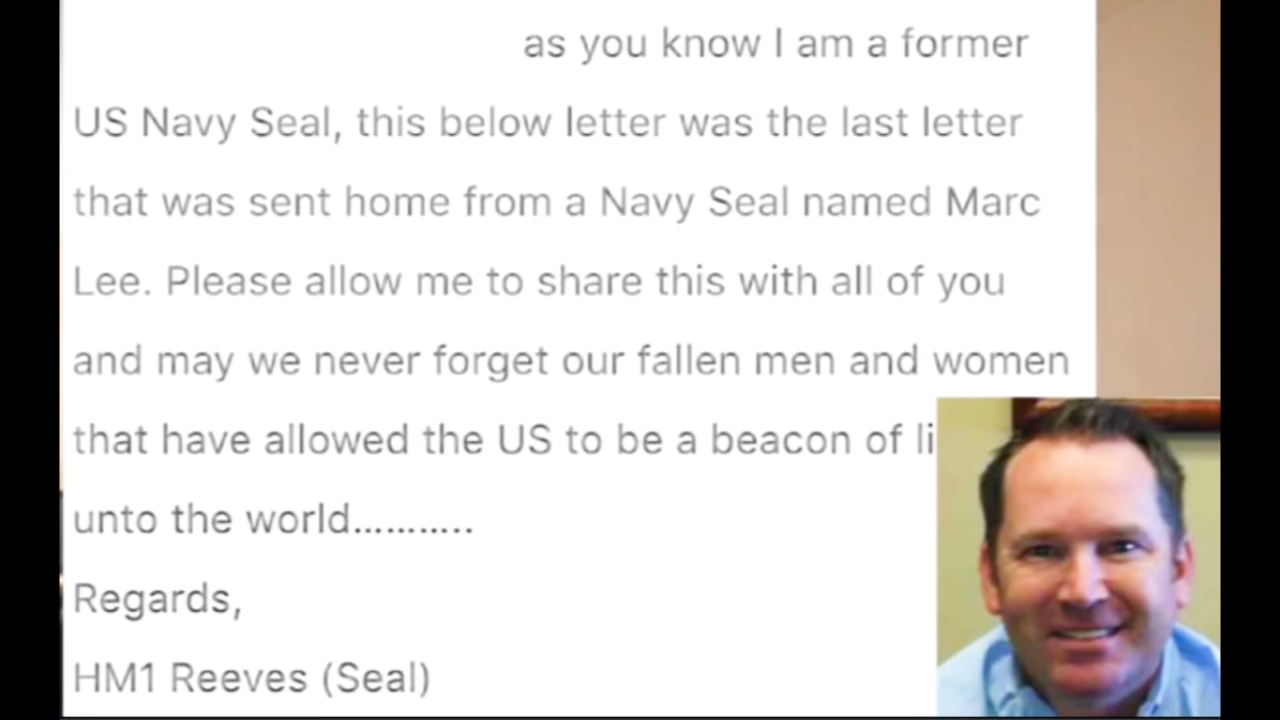 as you know I am a former
US Navy Seal, this below letter was the last letter
that was sent home from a Navy Seal named Marc
Lee. Please allow me to share this with all of you
and may we never forget our fallen men and women
that have allowed the US to be a beacon of li
unto the world...........
Regards,
HM1 Reeves (Seal)